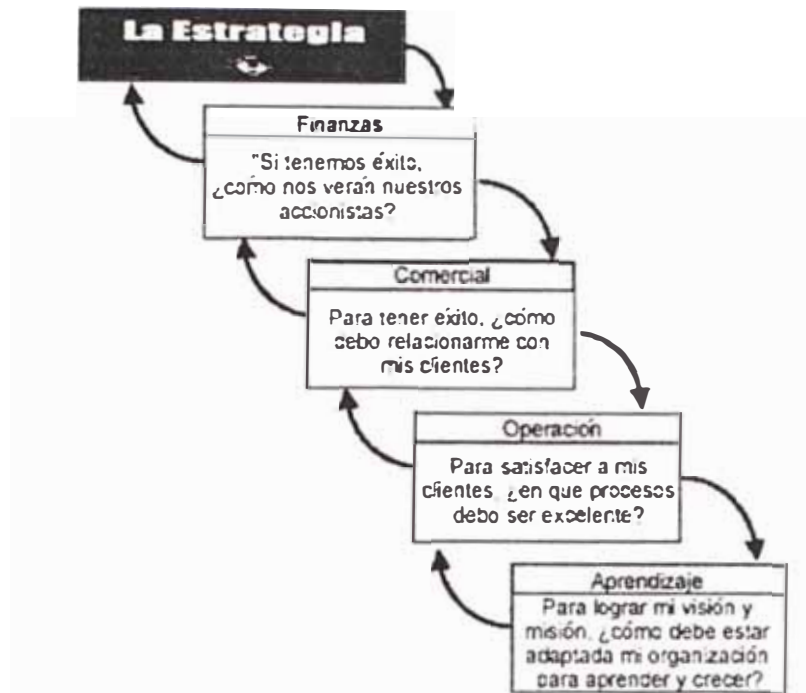 La Estrategia
Finanzas
"Si tenemos éxito,
¿cómo nos verán nuestros
accionistas?
Comercial
Para tener éxito, ¿cómo
debo relacionarme con
mis clientes?
Operación
Para satisfacer a mis
clientes, ¿en que procesos
debo ser excelente?
Aprendizaje
Para lograr mi visión y
misión, ¿cómo debe estar
adaptada mi organización
para aprender y crecer?